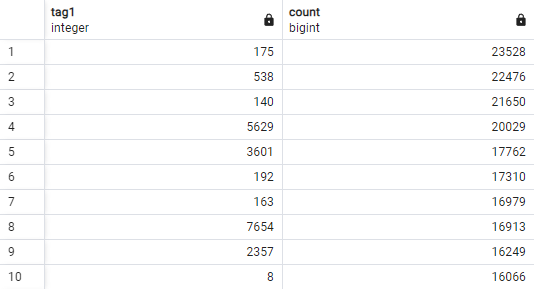 tag1 count
integer bigint
1 175 23528
2 538 22476
3 140 21650
4 5629 20029
5 3601 17762
6 192 17310
7 163 16979
8 7654 16913
9 2357 16249
10 8 16066